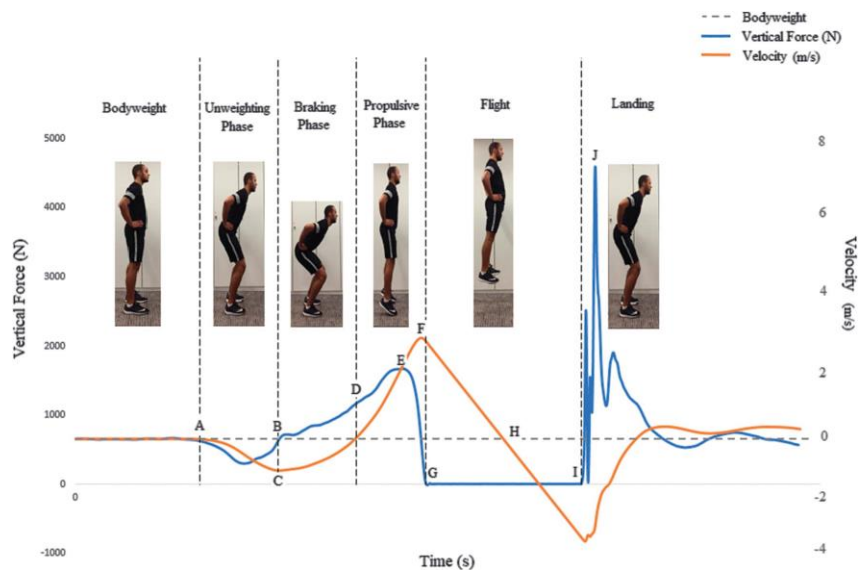 Bodyweight
Vertical Force (N)
Velocity (m/s)
Bodyweight
Unweighting
Phase
Braking
Phase
Propulsive
Phase
Flight
Landing
5000
4000
3000
2000
1000
0
-1000
Vertical Force (N)
8
6
4
2
0
-2
-4
Velocity (m/s)
A
B
C
D
E
F
G
H
I
J
0
Time (s)